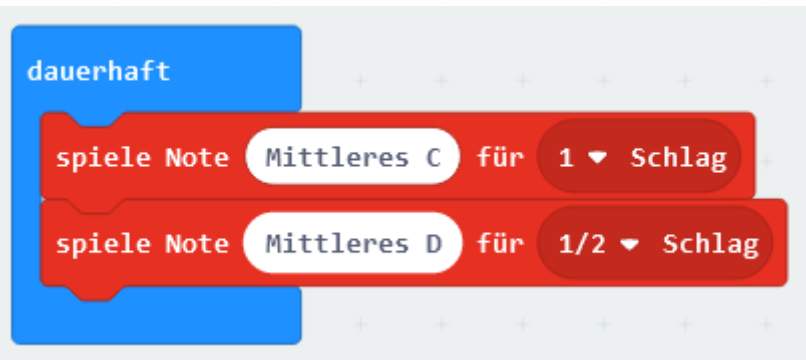 dauerhaft
spiele Note Mittleres C für 1 Schlag
spiele Note Mittleres D für 1/2 Schlag